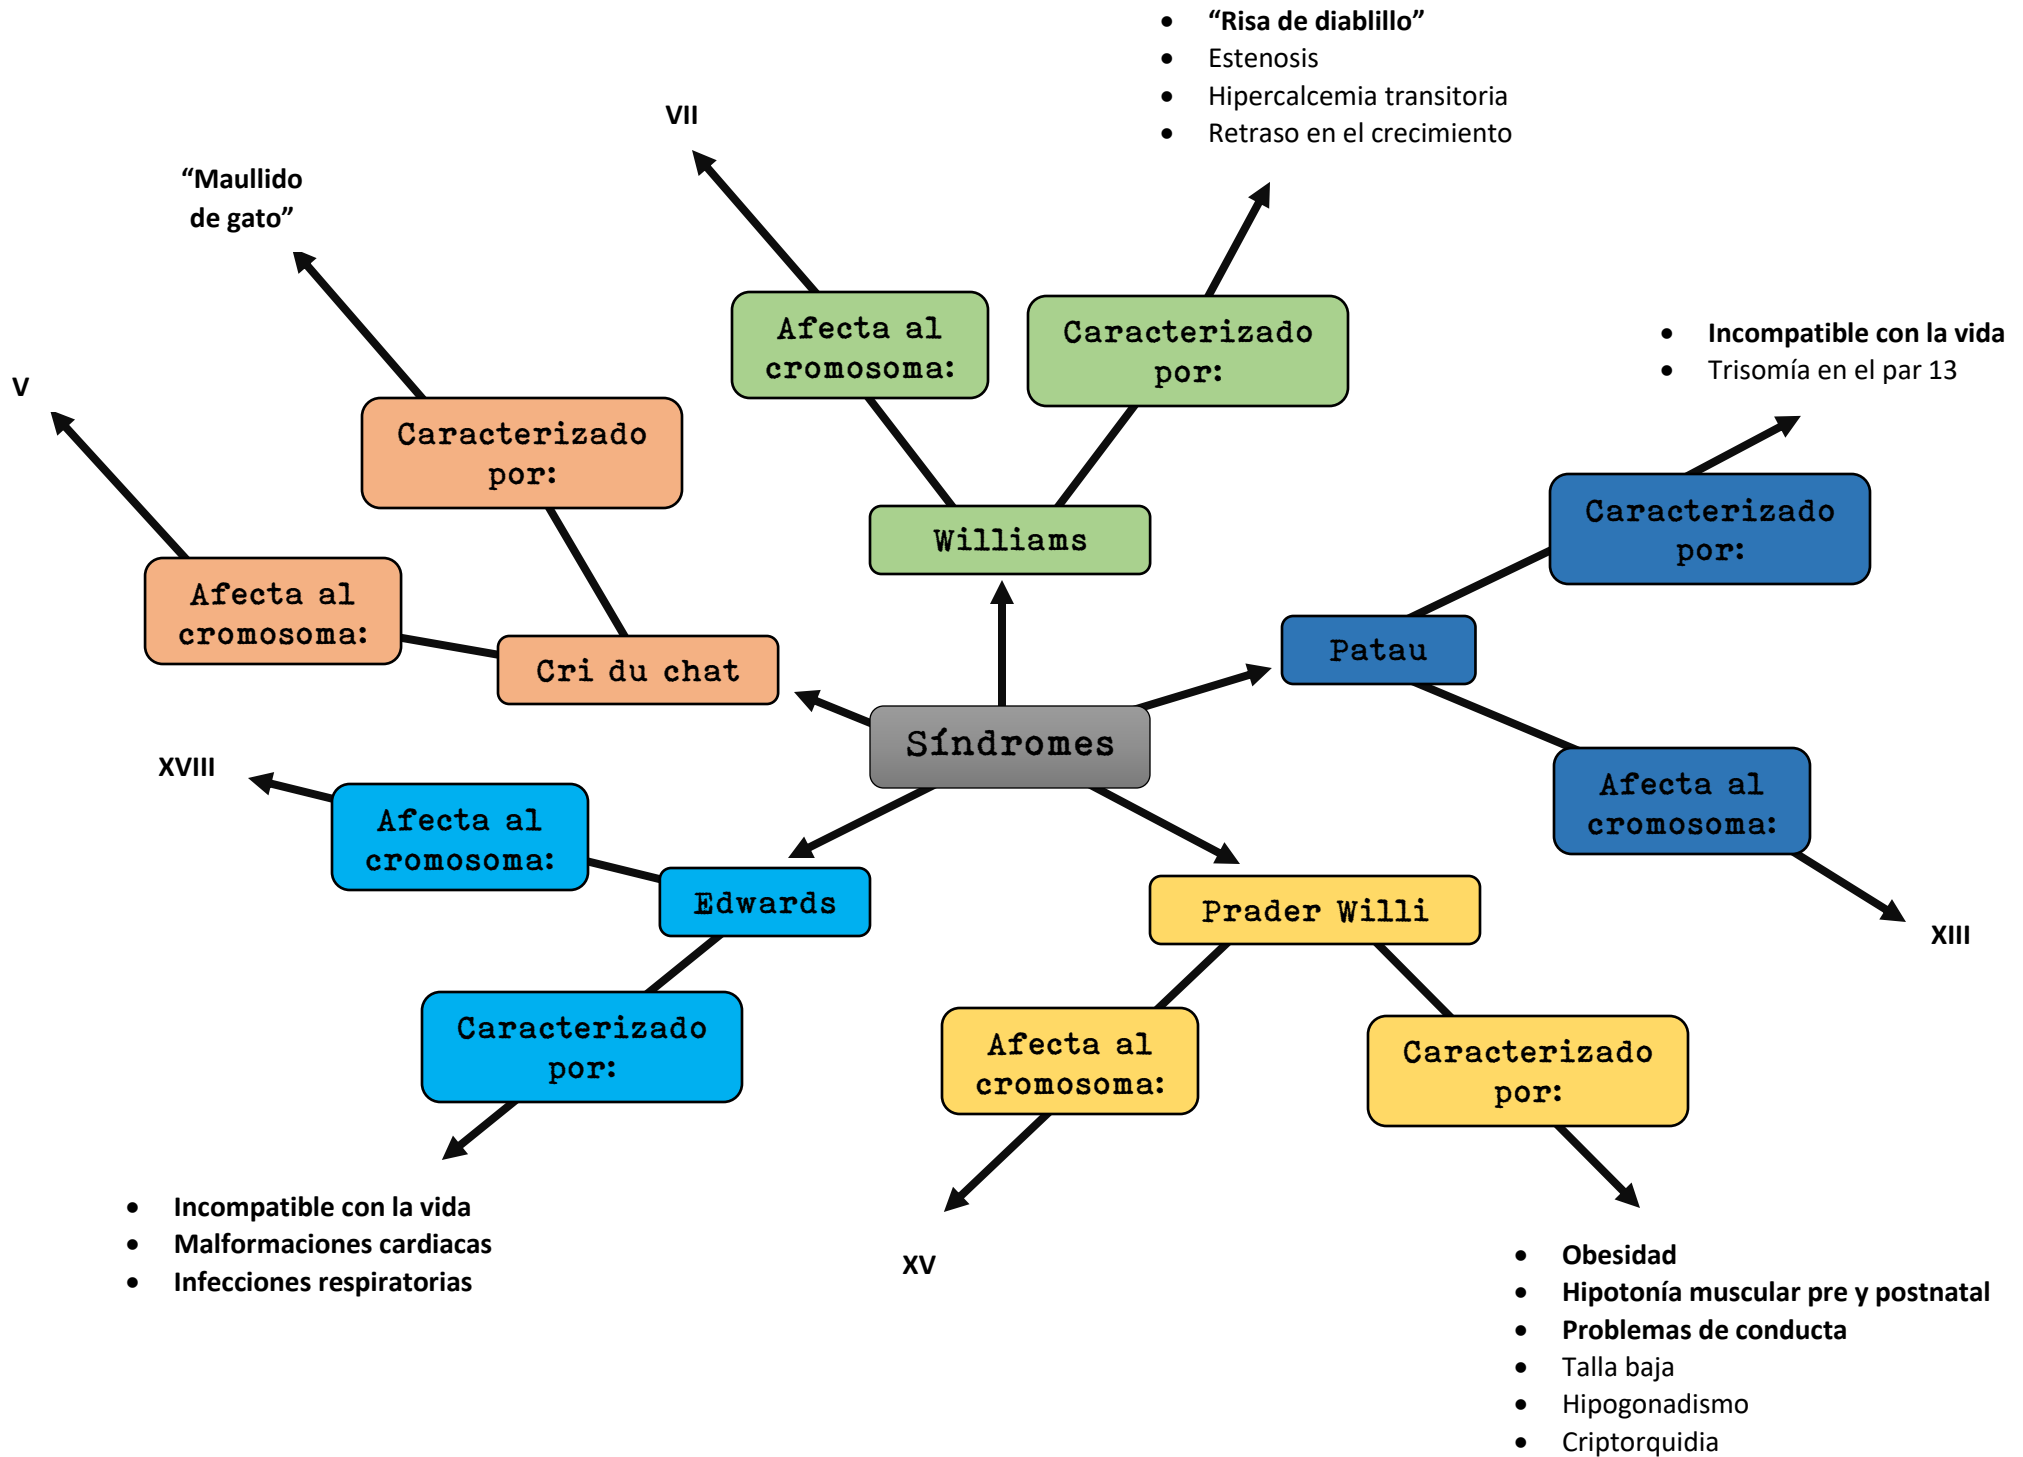 “Risa de diablillo”
Estenosis
Hipercalcemia transitoria
Retraso en el crecimiento
VII
“Maullido
de gato”
Afecta al
cromosoma:
Caracterizado
por:
Incompatible con la vida
Trisomía en el par 13
V
Caracterizado
por:
Williams
Caracterizado
por:
Afecta al
cromosoma:
Cri du chat
Patau
Síndromes
XVIII
Afecta al
cromosoma:
Afecta al
cromosoma:
Edwards
Prader Willi
XIII
Caracterizado
por:
Afecta al
cromosoma:
Caracterizado
por:
Incompatible con la vida
Malformaciones cardiacas
Infecciones respiratorias
XV
Obesidad
Hipotonía muscular pre y postnatal
Problemas de conducta
Talla baja
Hipogonadismo
Criptorquidia